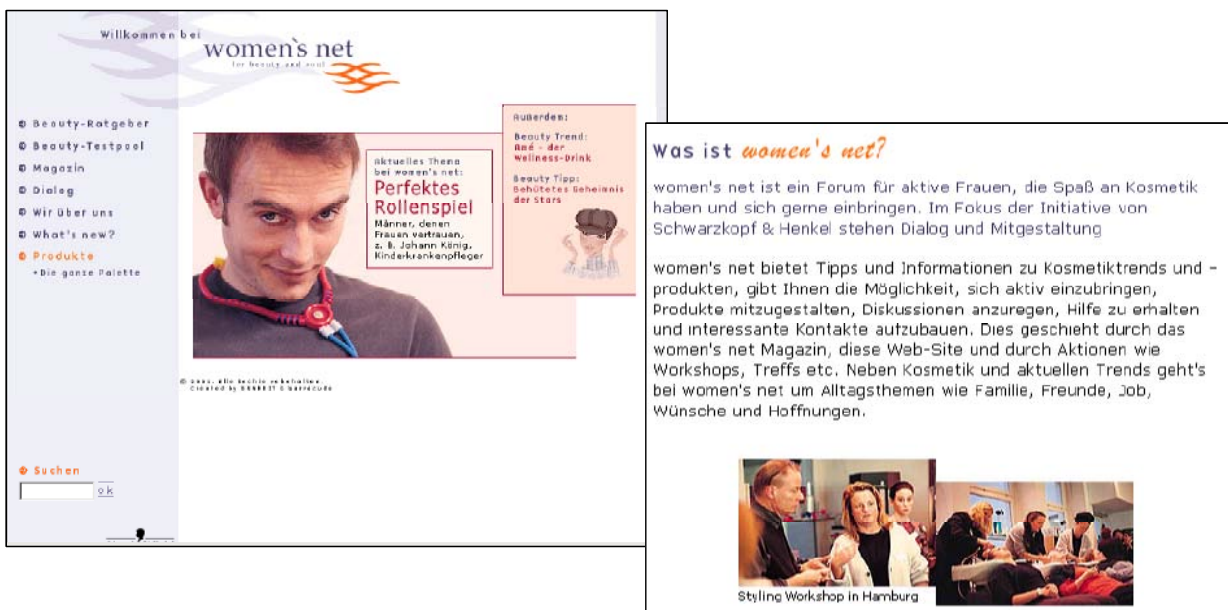 Willkommen bei
women`s net
for beauty and soul
Beauty-Ratgeber
Beauty-Testpool
Magazin
Dialog
Wir über uns
What's new?
Produkte
•Die ganze Palette
Aktuelles Thema
bei women's net:
Perfektes
Rollenspiel
Männer, denen
Frauen vertrauen,
z. B. Johann König,
Kinderkrankenpfleger
Außerdem:
Beauty Trend:
der
Wellness-Drink
Beauty Tipp:
Behütetes Geheimnis
der Stars
Alle Rechte vorbehalten.
Created by
Suchen
ok
Was ist women's net?
women's net ist ein Forum für aktive Frauen, die Spaß an Kosmetik
haben und sich gerne einbringen. Im Fokus der Initiative von
Schwarzkopf & Henkel stehen Dialog und Mitgestaltung
women's net bietet Tipps und Informationen zu Kosmetiktrends und –
produkten, gibt Ihnen die Möglichkeit, sich aktiv einzubringen,
Produkte mitzugestalten, Diskussionen anzuregen, Hilfe zu erhalten
und interessante Kontakte aufzubauen. Dies geschieht durch das
women's net Magazin, diese Web-Site und durch Aktionen wie
Workshops, Treffs etc. Neben Kosmetik und aktuellen Trends geht's
bei women's net um Alltagsthemen wie Familie, Freunde, Job,
Wünsche und Hoffnungen.
Styling Workshop in Hamburg